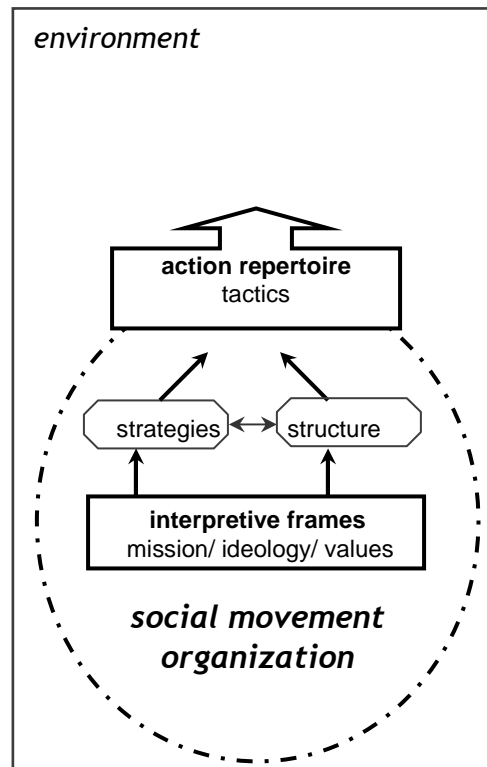 environment
action repertoire
tactics
strategies
structure
interpretive frames
mission/ ideology/ values
social movement
organization